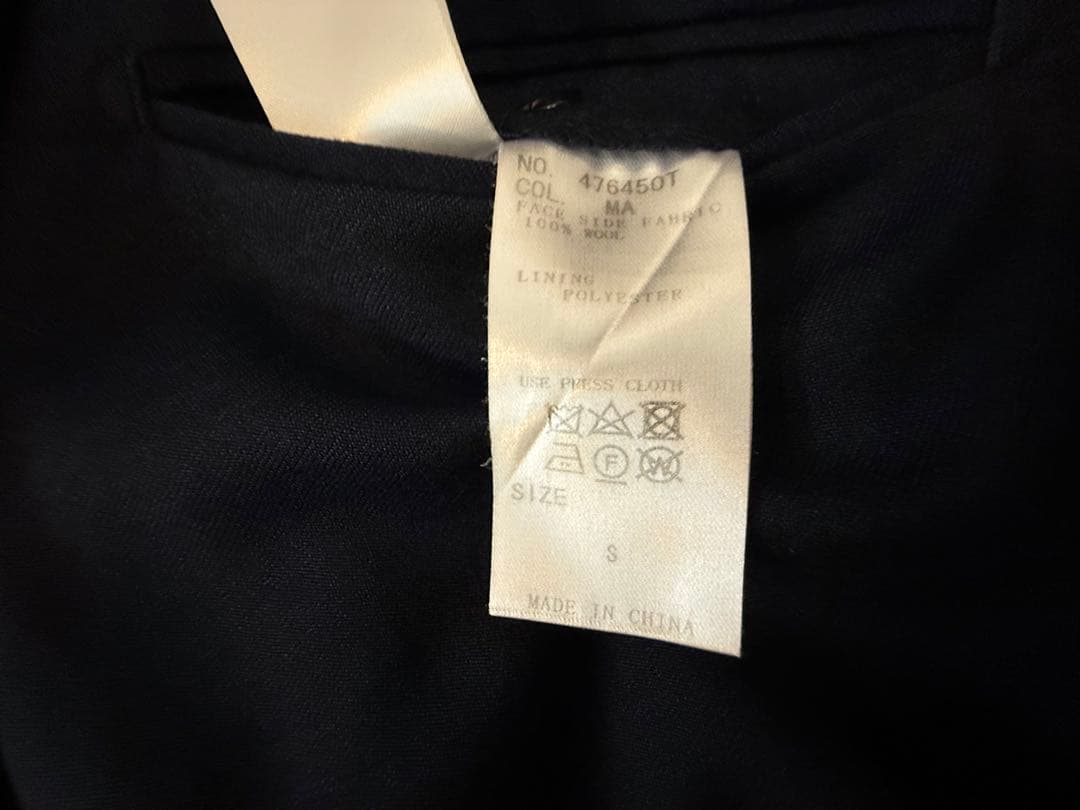 NO. 476450T
COL. MA
FACE SIDE FABRIC
100% WOOL
LINING
POLYESTER
USE PRESS CLOTH
F W
SIZE
S
MADE IN CHINA